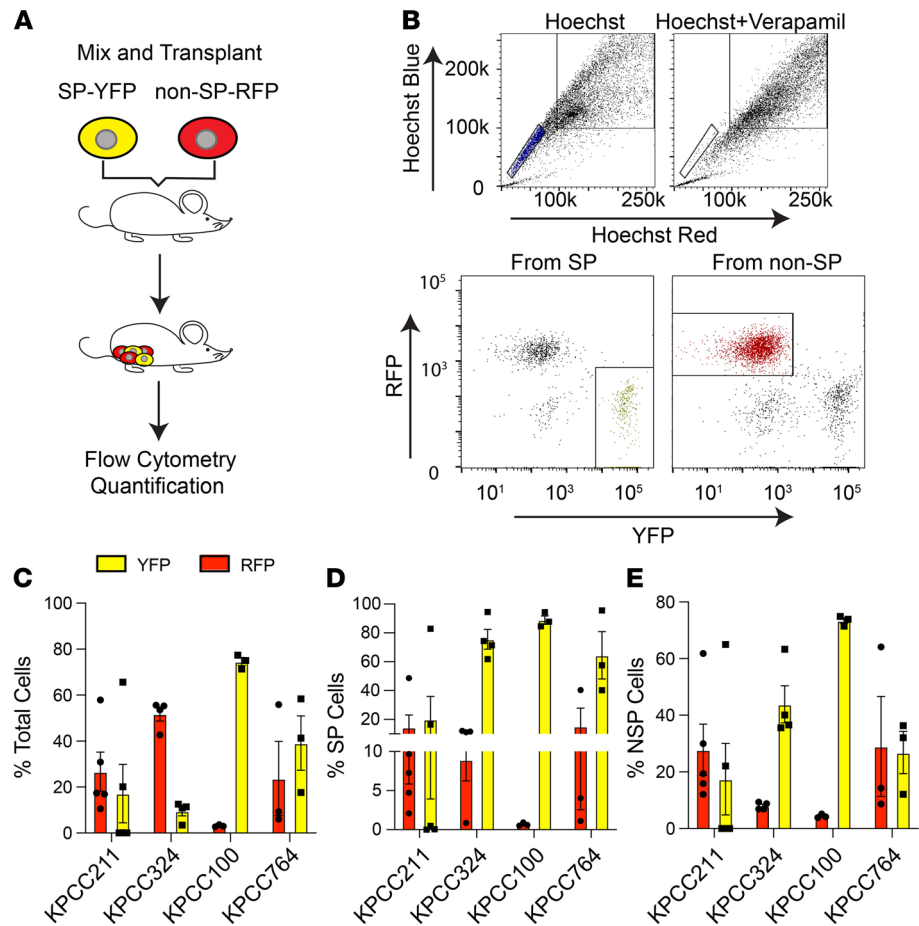 A
Mix and Transplant
SP-YFP non-SP-RFP
Flow Cytometry
Quantification
B
Hoechst Hoechst+Verapamil
Hoechst Blue
200k
100k
0
100k 250k 100k 250k
Hoechst Red
From SP From non-SP
RFP
10⁵
10³
0
10¹ 10³ 10⁵ 10¹ 10³ 10⁵
YFP
YFP RFP
C
% Total Cells
100
80
60
40
20
0
KPCC211 KPCC324 KPCC100 KPCC764
D
% SP Cells
100
80
60
40
20
10
5
0
KPCC211 KPCC324 KPCC100 KPCC764
E
% NSP Cells
80
60
40
20
0
KPCC211 KPCC324 KPCC100 KPCC764